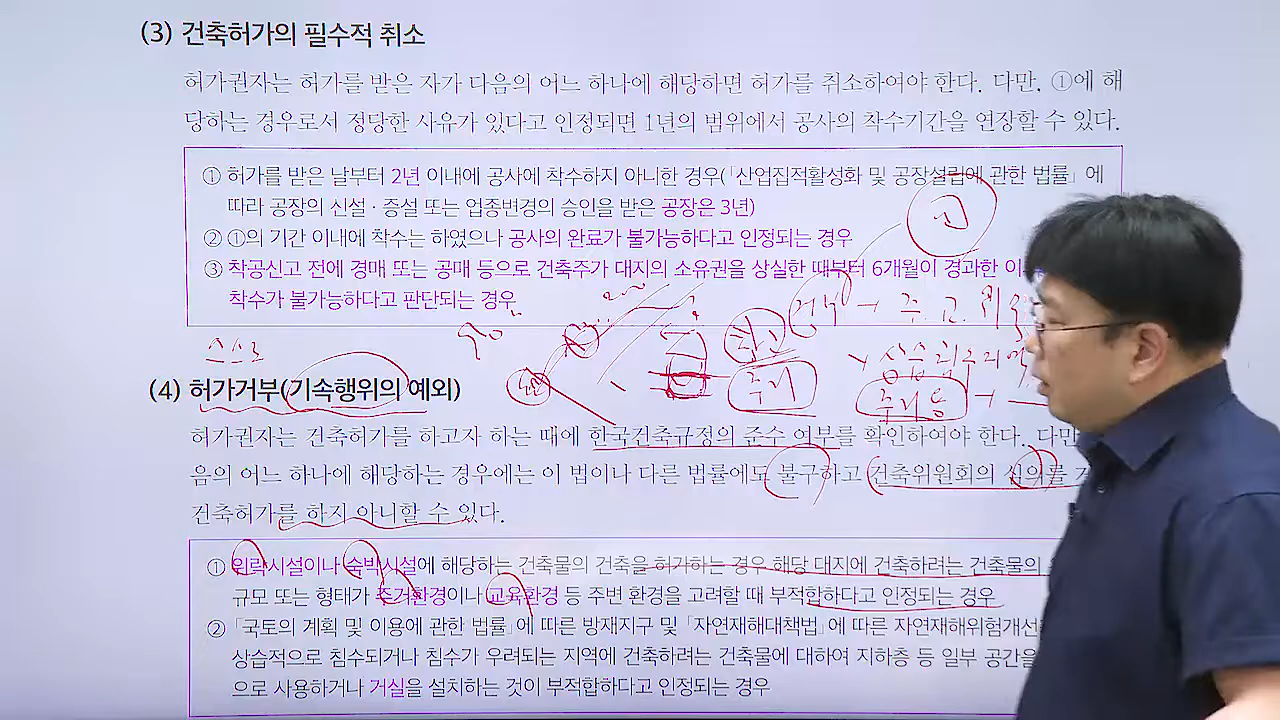 (3) 건축허가의 필수적 취소
허가권자는 허가를 받은 자가 다음의 어느 하나에 해당하면 허가를 취소하여야 한다. 다만, ①에 해
당하는 경우로서 정당한 사유가 있다고 인정되면 1년의 범위에서 공사의 착수기간을 연장할 수 있다.
① 허가를 받은 날부터 2년 이내에 공사에 착수하지 아니한 경우(「산업집적활성화 및 공장설립에 관한 법률」에
따라 공장의 신설·증설 또는 업종변경의 승인을 받은 공장은 3년)
② ①의 기간 이내에 착수는 하였으나 공사의 완료가 불가능하다고 인정되는 경우
③ 착공신고 전에 경매 또는 공매 등으로 건축주가 대지의 소유권을 상실한 때부터 6개월이 경과한 이
착수가 불가능하다고 판단되는 경우
스스로
(4) 허가거부(기속행위의 예외)
허가권자는 건축허가를 하고자 하는 때에 한국건축규정의 준수 여부를 확인하여야 한다. 다만
음의 어느 하나에 해당하는 경우에는 이 법이나 다른 법률에도 불구하고 건축위원회의 심의를
건축허가를 하지 아니할 수 있다.
① 위락시설이나 숙박시설에 해당하는 건축물의 건축을 허가하는 경우 해당 대지에 건축하려는 건축물의
규모 또는 형태가 주거환경이나 교육환경 등 주변 환경을 고려할 때 부적합하다고 인정되는 경우
② 「국토의 계획 및 이용에 관한 법률」에 따른 방재지구 및 「자연재해대책법」에 따른 자연재해위험개선
상습적으로 침수되거나 침수가 우려되는 지역에 건축하려는 건축물에 대하여 지하층 등 일부 공간을
으로 사용하거나 거실을 설치하는 것이 부적합하다고 인정되는 경우